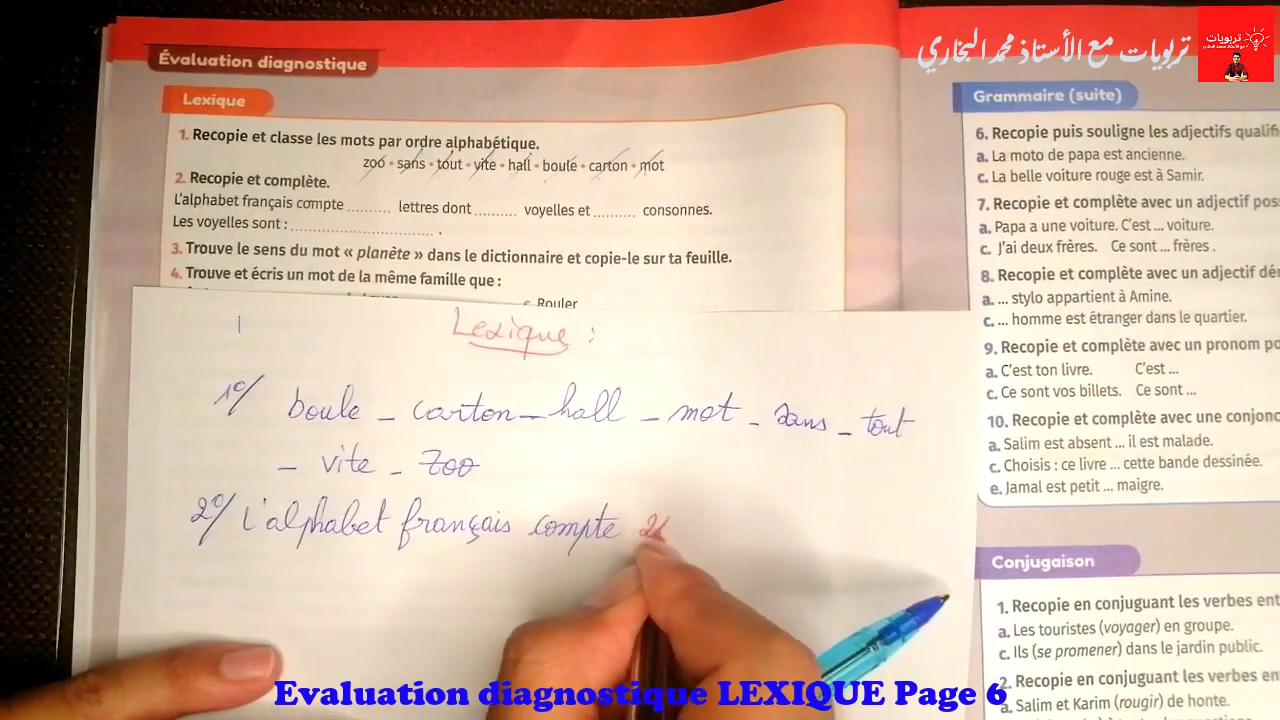 تربويات مع الأستاذ محمد البخاري
تربويات
Évaluation diagnostique
Lexique
1. Recopie et classe les mots par ordre alphabétique.
zoo • sans • tout • vite • hall • boule • carton • mot
2. Recopie et complète.
L'alphabet français compte .......... lettres dont .......... voyelles et .......... consonnes.
Les voyelles sont : .................................. .
3. Trouve le sens du mot « planète » dans le dictionnaire et copie-le sur ta feuille.
4. Trouve et écris un mot de la même famille que :
c. Rouler
Lexique :
1°/ boule - carton - hall - mot - sans - tout
- vite - zoo
2°/ L'alphabet français compte 26
Grammaire (suite)
6. Recopie puis souligne les adjectifs qualifi
a. La moto de papa est ancienne.
c. La belle voiture rouge est à Samir.
7. Recopie et complète avec un adjectif pos
a. Papa a une voiture. C'est ... voiture.
c. J'ai deux frères. Ce sont ... frères .
8. Recopie et complète avec un adjectif dé
a. ... stylo appartient à Amine.
c. ... homme est étranger dans le quartier.
9. Recopie et complète avec un pronom po
a. C'est ton livre. C'est ...
c. Ce sont vos billets. Ce sont ...
10. Recopie et complète avec une conjonc
a. Salim est absent ... il est malade.
c. Choisis : ce livre ... cette bande dessinée.
e. Jamal est petit ... maigre.
Conjugaison
1. Recopie en conjuguant les verbes ent
a. Les touristes (voyager) en groupe.
c. Ils (se promener) dans le jardin public.
2. Recopie en conjuguant les verbes en
a. Salim et Karim (rougir) de honte.
Evaluation diagnostique LEXIQUE Page 6